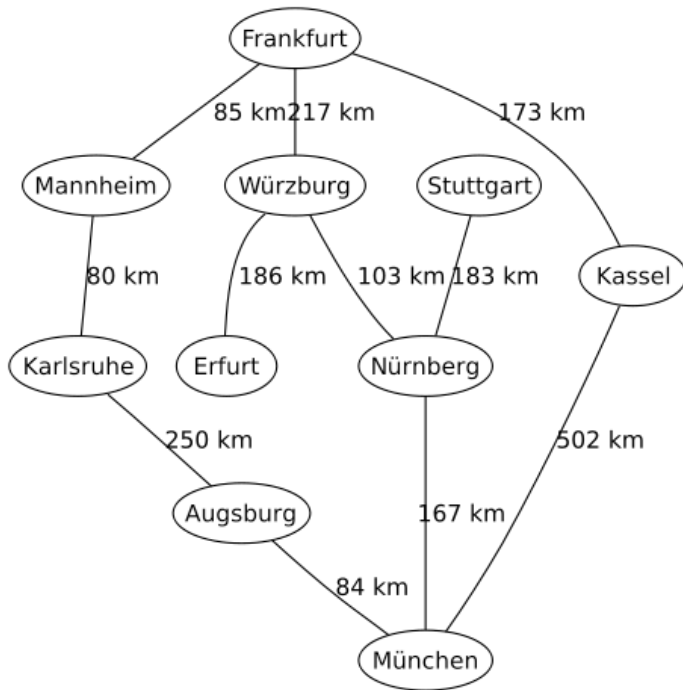 Frankfurt
85 km
217 km
173 km
Mannheim
Würzburg
Stuttgart
80 km
186 km
103 km
183 km
Kassel
Karlsruhe
Erfurt
Nürnberg
250 km
502 km
Augsburg
167 km
84 km
München